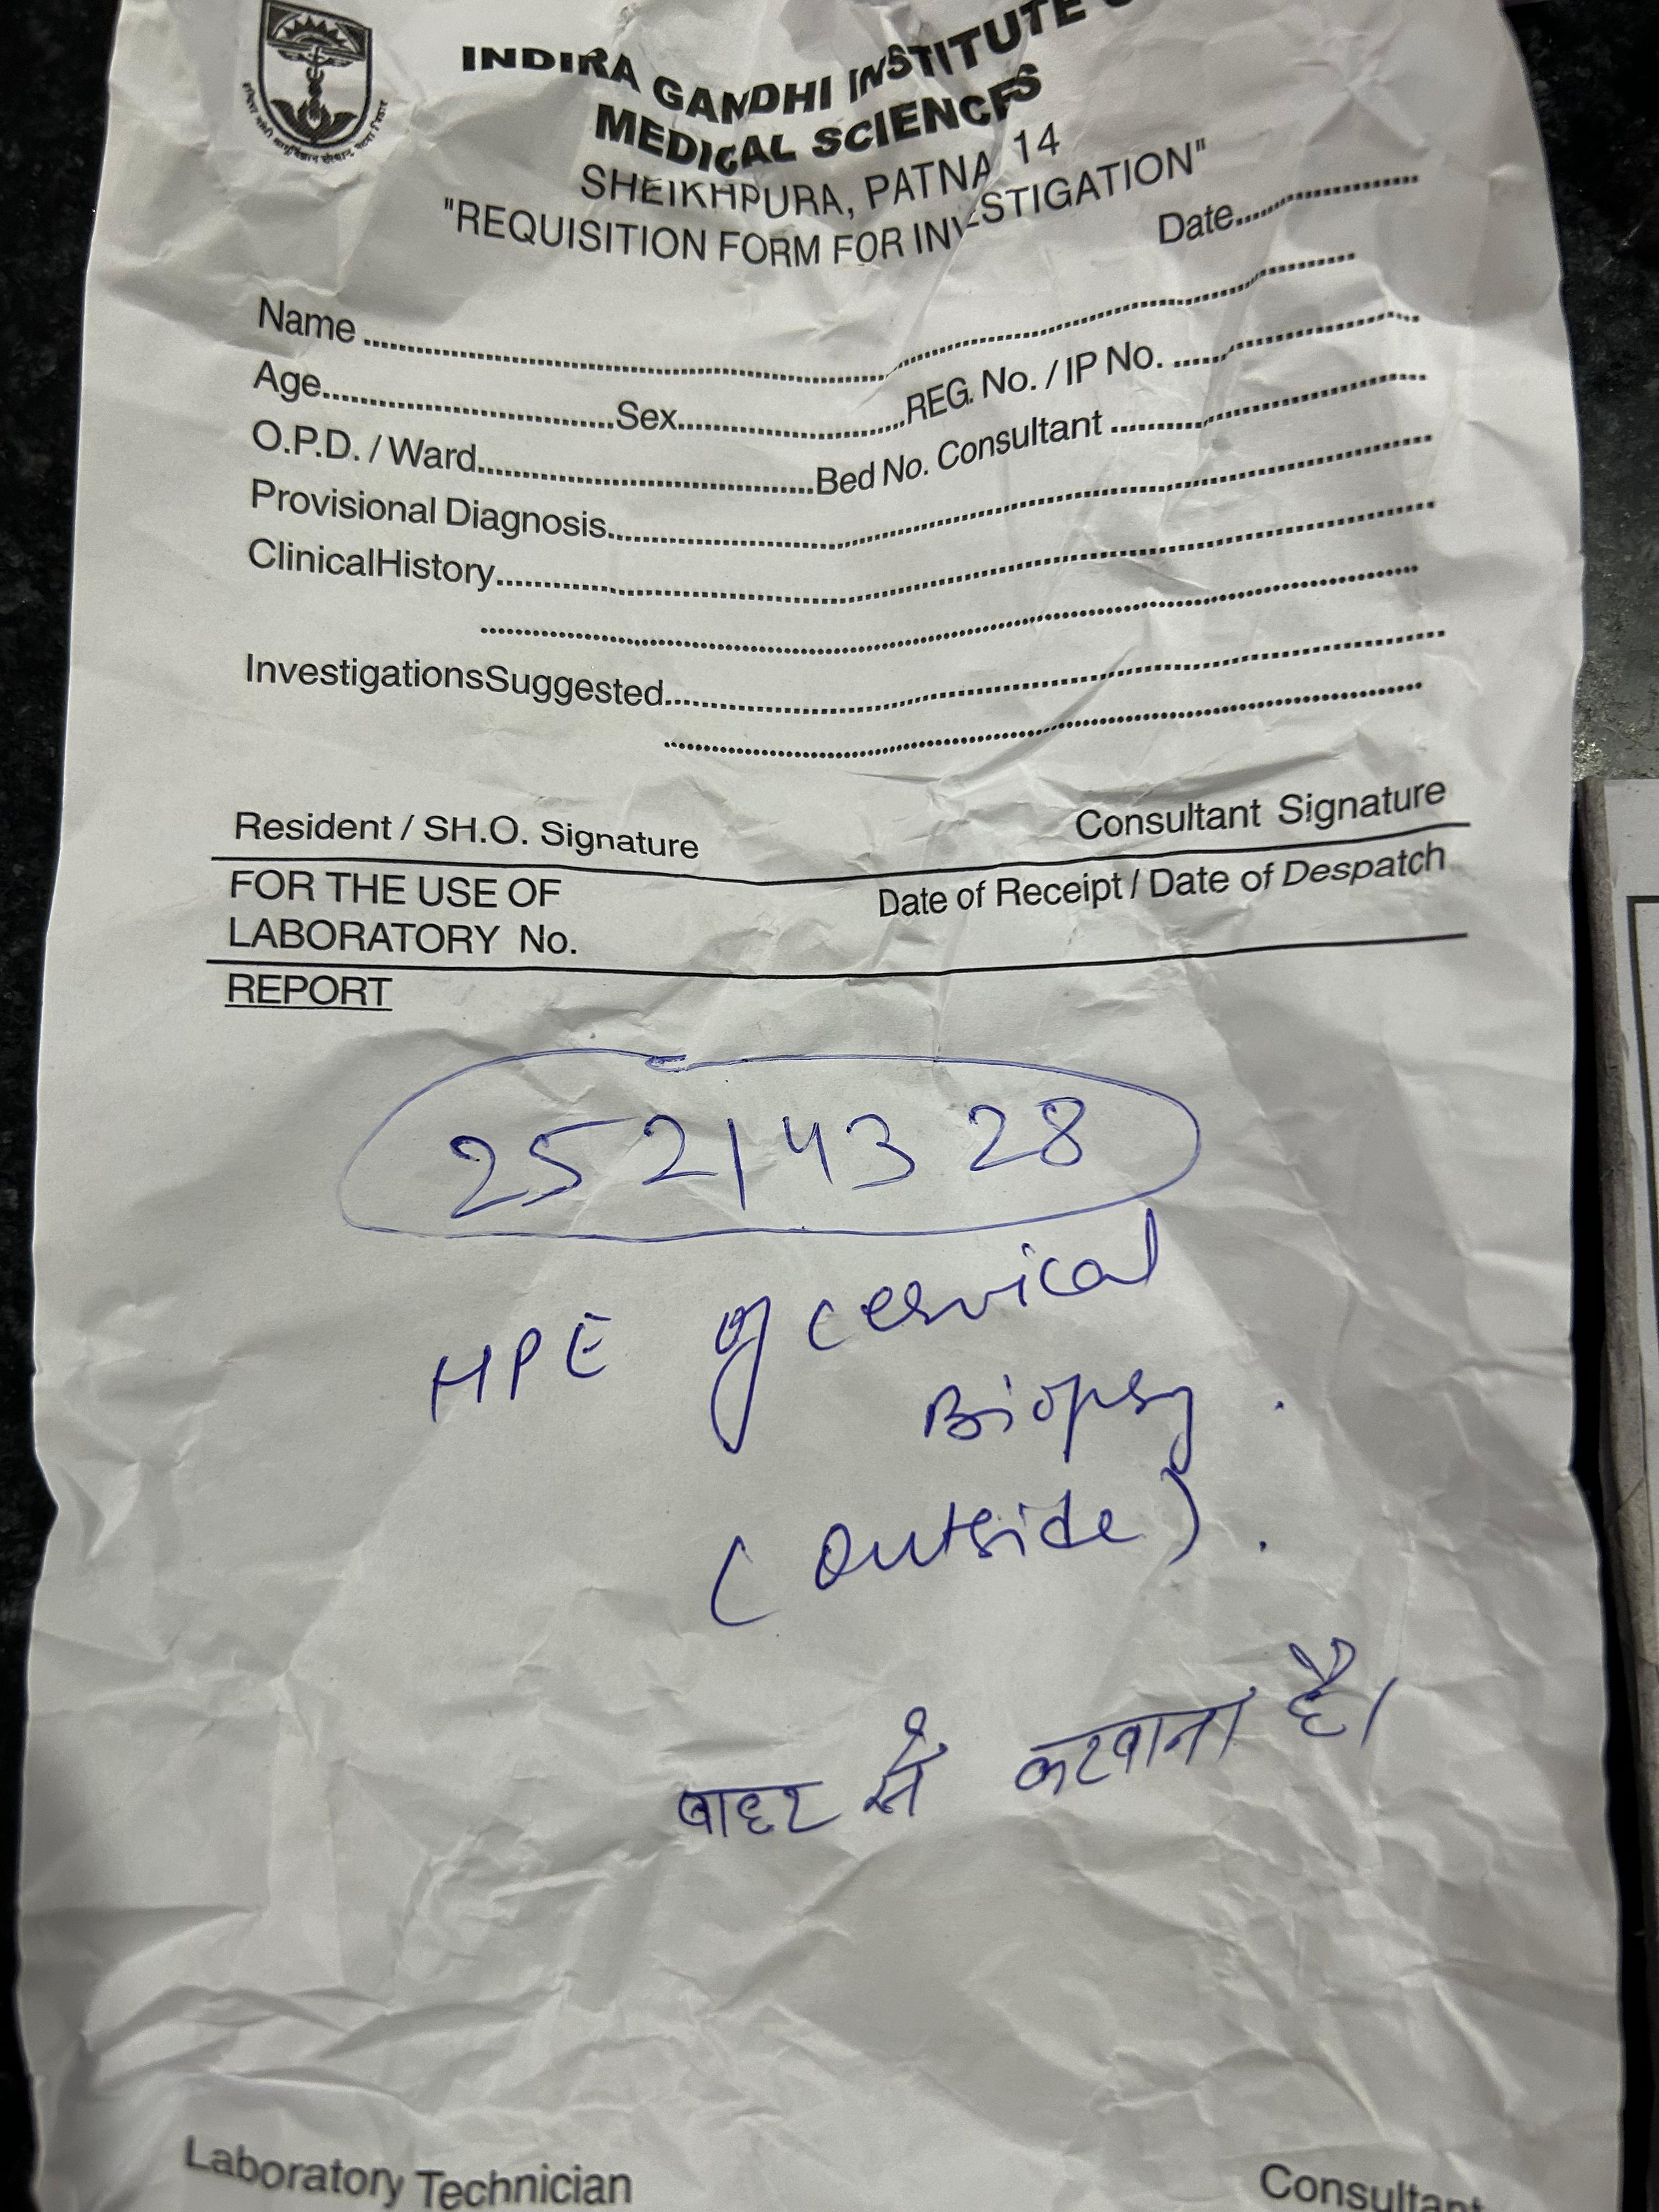 INDIRA GANDHI INSTITUTE
MEDICAL SCIENCES
SHEIKHPURA, PATNA 14
"REQUISITION FORM FOR INVESTIGATION"
Date..............................
Name ..............................
Age..............................Sex..............................REG. No. / IP No. ..............................
O.P.D. / Ward..............................Bed No. Consultant ..............................
Provisional Diagnosis..............................
ClinicalHistory..............................
..............................
InvestigationsSuggested..............................
..............................
Resident / SH.O. Signature Consultant Signature
FOR THE USE OF Date of Receipt / Date of Despatch
LABORATORY No.
REPORT
252143 28
HPE of cervical
Biopsy.
(outside).
बाहर से करवाना है।
Laboratory Technician Consultant